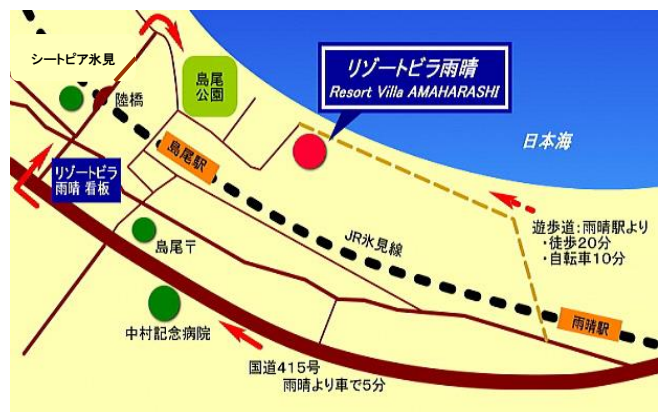 シートピア氷見
陸橋
島尾
公園
リゾートビラ雨晴
Resort Villa AMAHARASHI
日本海
島尾駅
リゾートビラ
雨晴 看板
遊歩道:雨晴駅より
・徒歩20分
・自転車10分
島尾〒
JR氷見線
雨晴駅
中村記念病院
国道415号
雨晴より車で5分